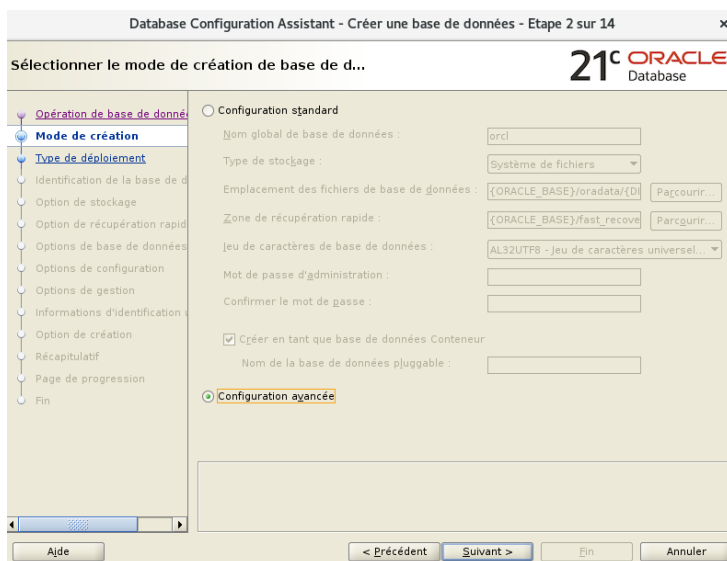 Database Configuration Assistant - Créer une base de données - Etape 2 sur 14
Sélectionner le mode de création de base de d...
21c ORACLE
Database
Opération de base de donné
Mode de création
Type de déploiement
Identification de la base de d
Option de stockage
Option de récupération rapid
Options de base de données
Options de configuration
Options de gestion
Informations d'identification
Option de création
Récapitulatif
Page de progression
Fin
Configuration standard
Nom global de base de données : orcl
Type de stockage : Système de fichiers
Emplacement des fichiers de base de données : {ORACLE_BASE}/oradata/{DI Parcourir...
Zone de récupération rapide : {ORACLE_BASE}/fast_recove Parcourir...
Jeu de caractères de base de données : AL32UTF8 - Jeu de caractères universel...
Mot de passe d'administration :
Confirmer le mot de passe :
Créer en tant que base de données Conteneur
Nom de la base de données pluggable :
Configuration avancée
Aide < Précédent Suivant > Fin Annuler